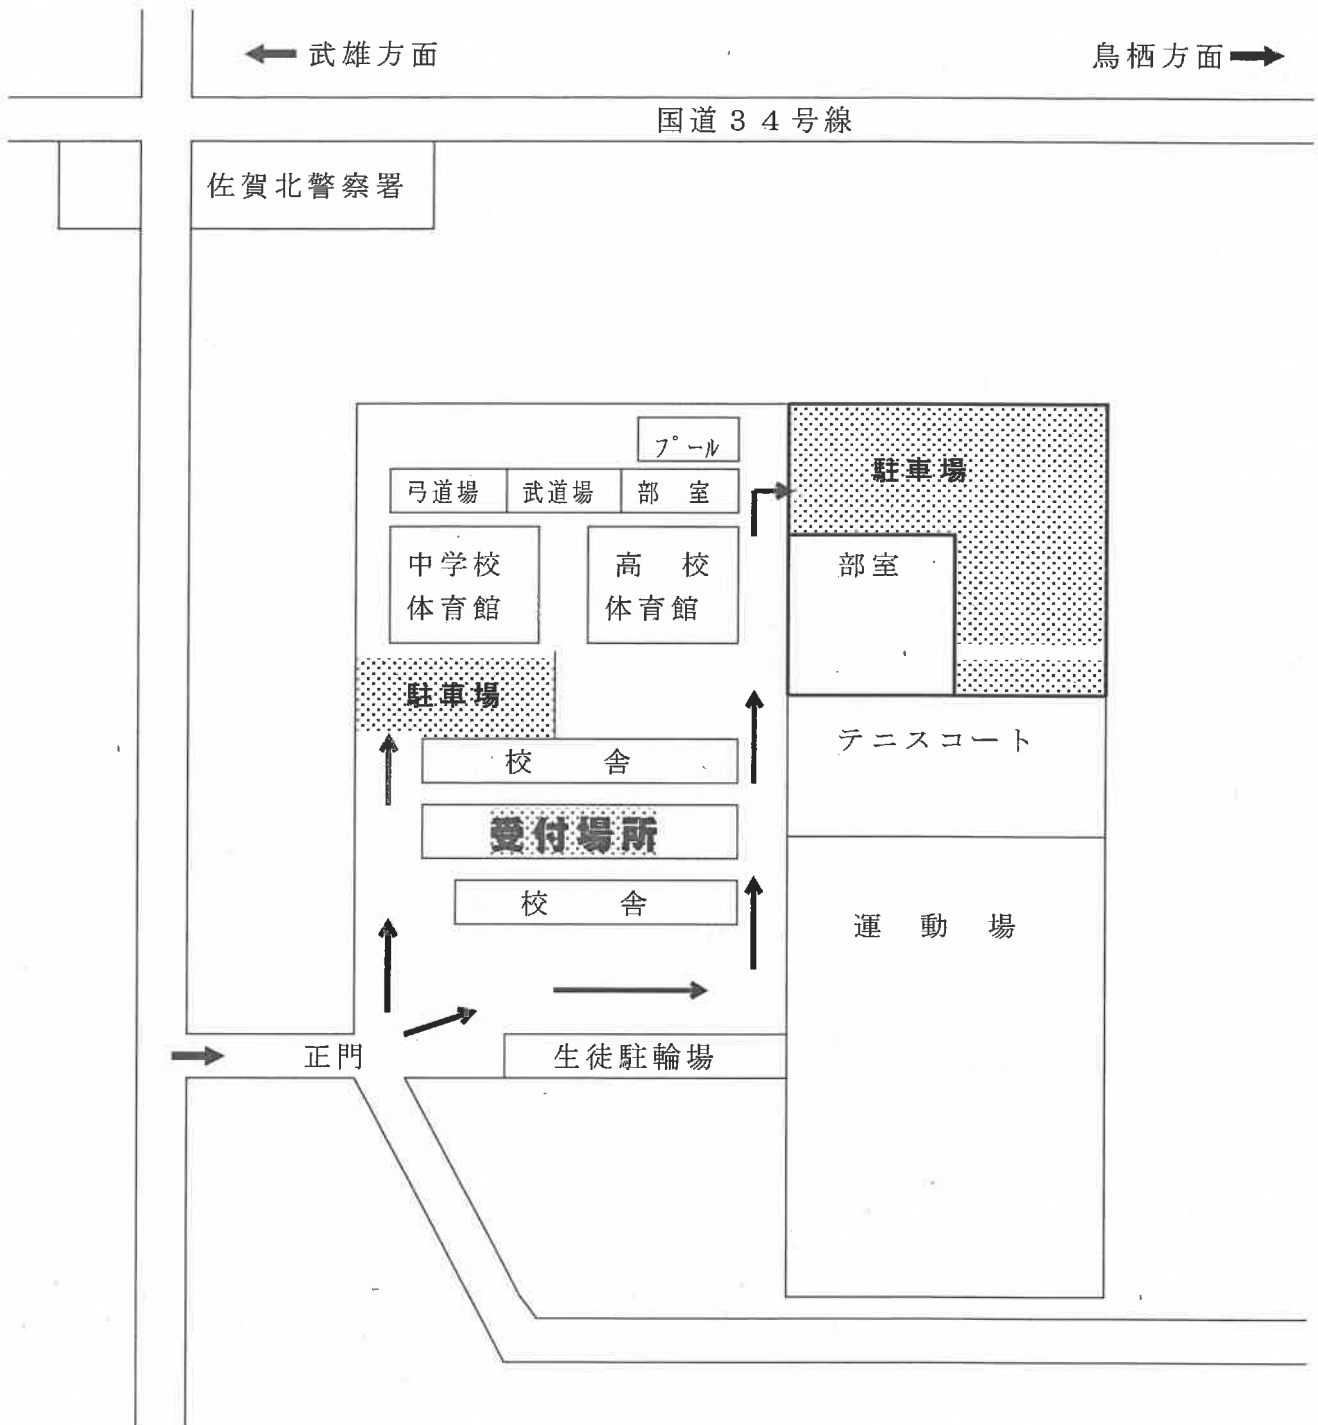 武雄方面
鳥栖方面
国道３４号線
佐賀北警察署
プール
駐車場
弓道場
武道場
部　室
中学校
体育館
高　校
体育館
部室
駐車場
テニスコート
校　　舎
受付場所
校　　舎
運　動　場
正門
生徒駐輪場